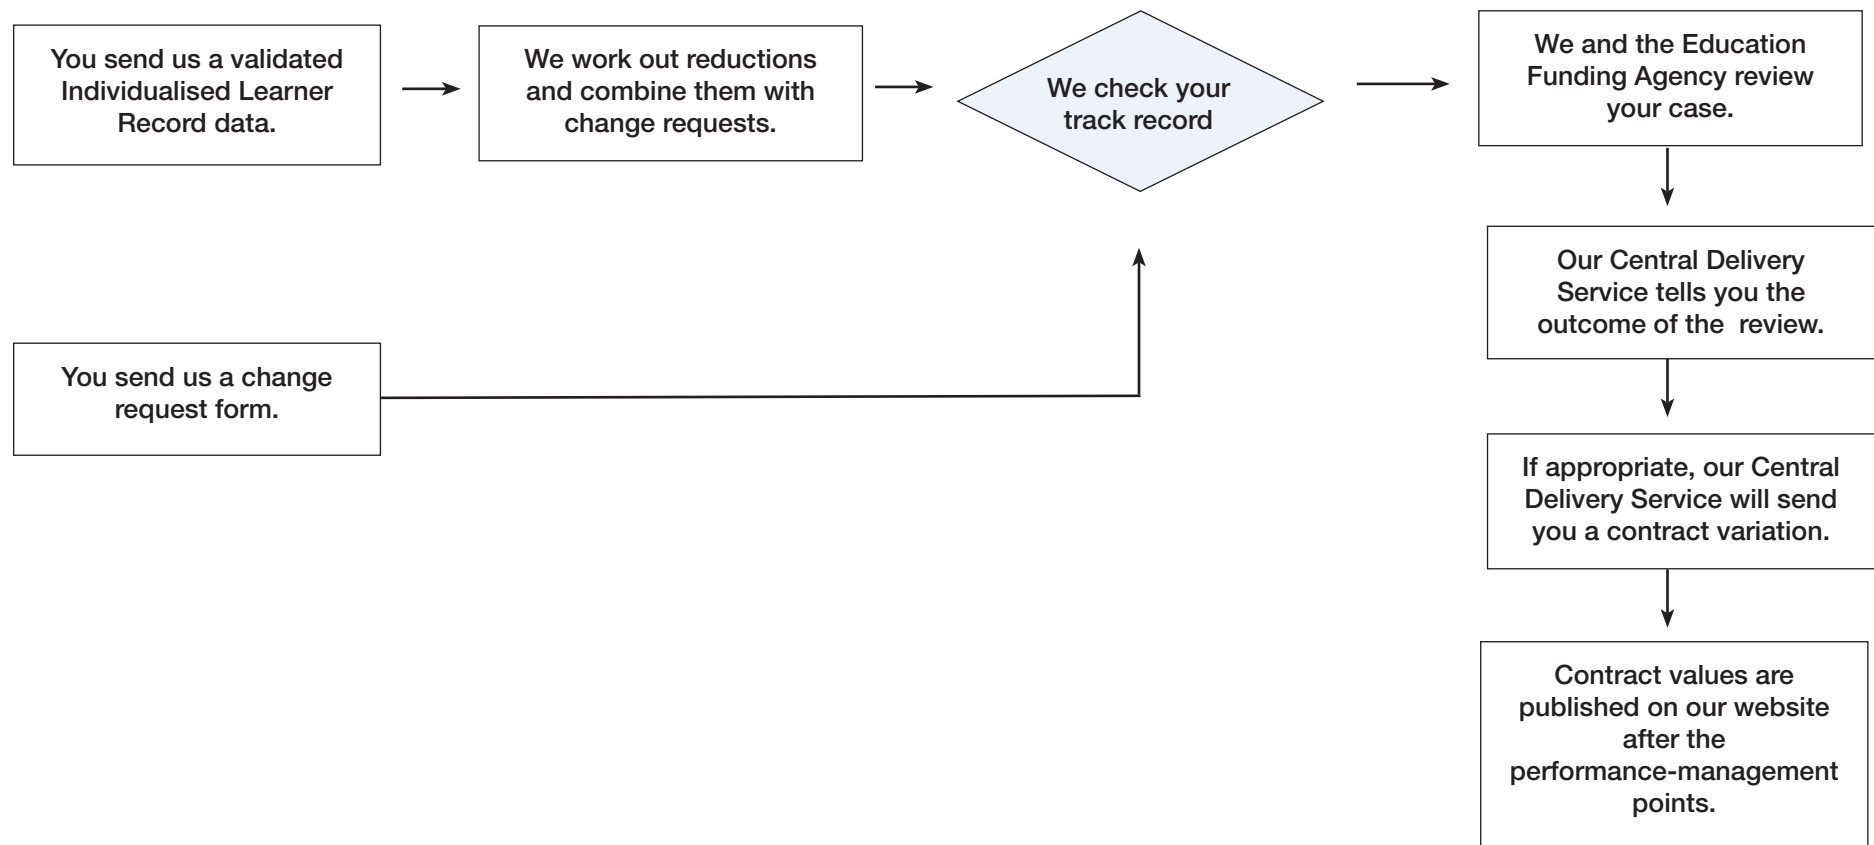 You send us a validated
Individualised Learner
Record data.
We work out reductions
and combine them with
change requests.
We check your
track record
We and the Education
Funding Agency review
your case.
Our Central Delivery
Service tells you the
outcome of the  review.
You send us a change
request form.
If appropriate, our Central
Delivery Service will send
you a contract variation.
Contract values are
published on our website
after the
performance-management
points.